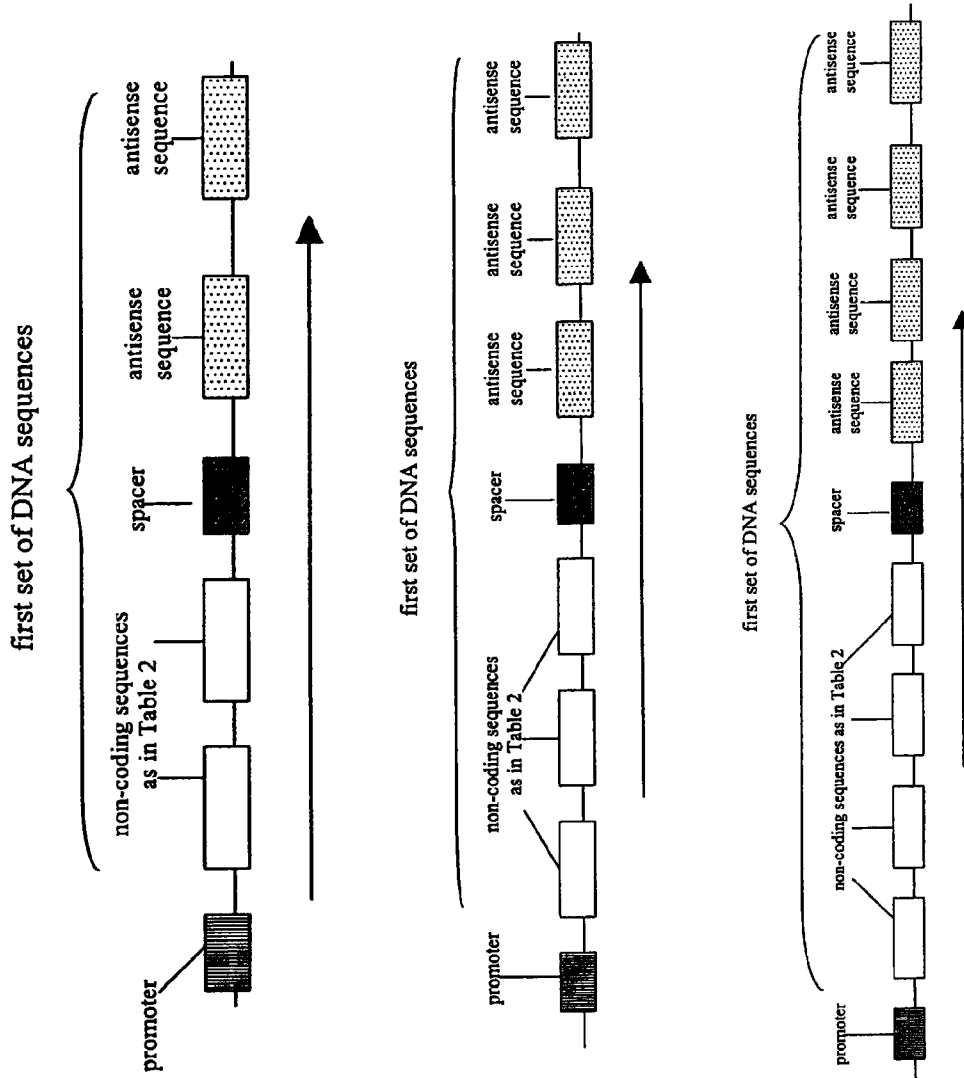 first set of DNA sequences
promoter
non-coding sequences
as in Table 2
spacer
antisense
sequence
antisense
sequence
first set of DNA sequences
promoter
non-coding sequences
as in Table 2
spacer
antisense
sequence
antisense
sequence
antisense
sequence
first set of DNA sequences
promoter
non-coding sequences as in Table 2
spacer
antisense
sequence
antisense
sequence
antisense
sequence
antisense
sequence